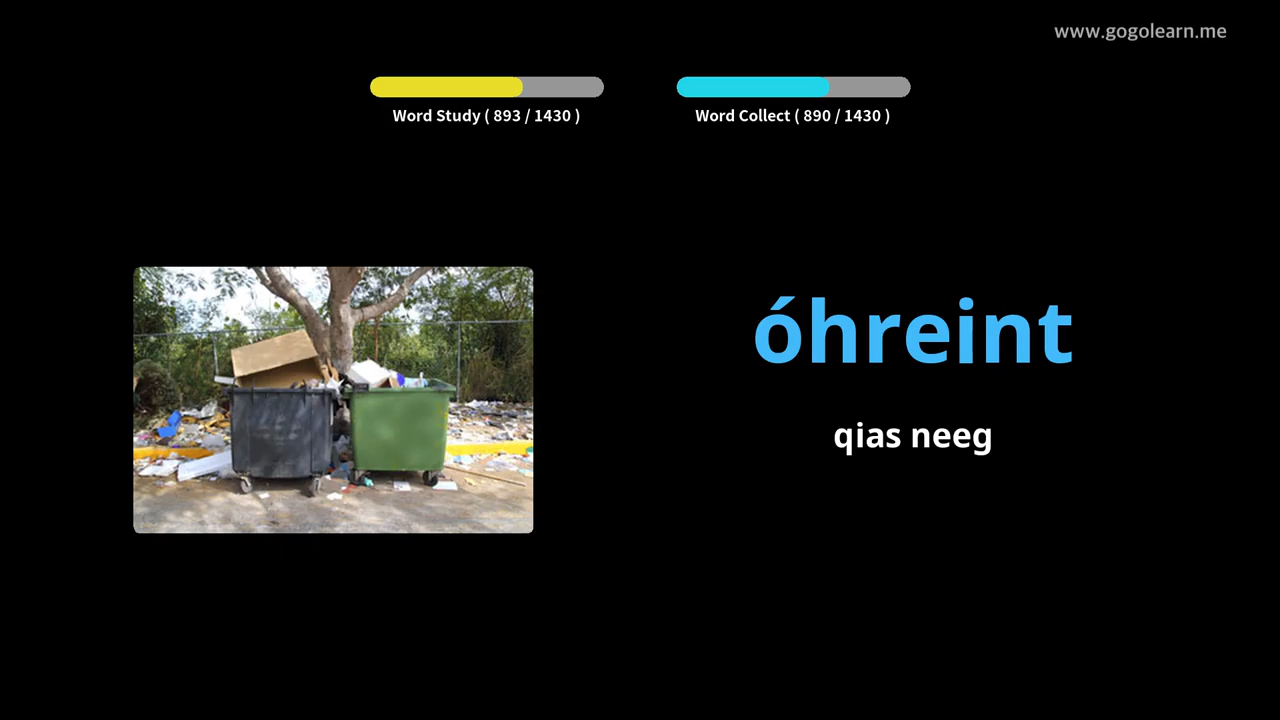 www.gogolearn.me
Word Study ( 893 / 1430 )
Word Collect ( 890 / 1430 )
óhreint
qias neeg